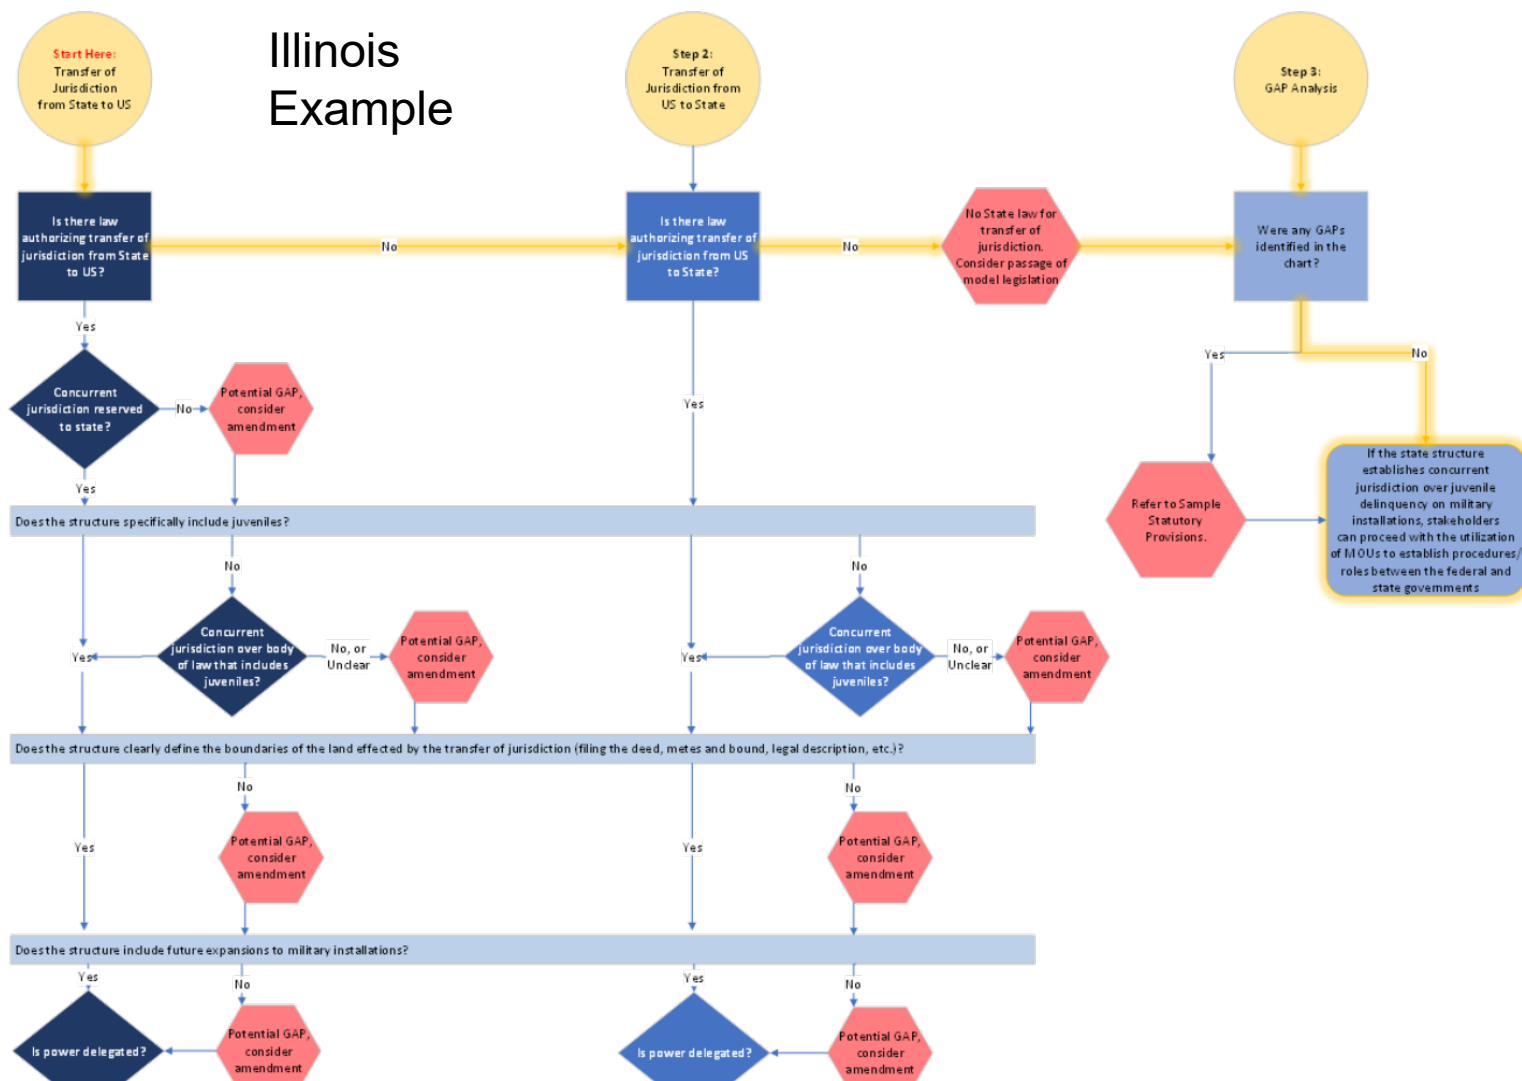 Illinois
Example
Start Here:
Transfer of
Jurisdiction
from State to US
Step 2:
Transfer of
Jurisdiction from
US to State
Step 3:
GAP Analysis
Is there law
authorizing transfer of
jurisdiction from State
to US?
No
Is there law
authorizing transfer of
jurisdiction from US
to State?
No
No State law for
transfer of
jurisdiction.
Consider passage of
model legislation
Were any GAPs
identified in the
chart?
Yes
Concurrent
jurisdiction reserved
to state?
No
Potential GAP,
consider
amendment
Yes
Yes
Yes
No
Refer to Sample
Statutory
Provisions.
If the state structure
establishes concurrent
jurisdiction over juvenile
delinquency on military
installations, stakeholders
can proceed with the utilization
of MOUs to establish procedures/
roles between the federal and
state governments
Does the structure specifically include juveniles?
No
Concurrent
jurisdiction over body
of law that includes
juveniles?
Yes
No, or
Unclear
Potential GAP,
consider
amendment
No
Concurrent
jurisdiction over body
of law that includes
juveniles?
Yes
No, or
Unclear
Potential GAP,
consider
amendment
Does the structure clearly define the boundaries of the land effected by the transfer of jurisdiction (filing the deed, metes and bound, legal description, etc.)?
Yes
No
Potential GAP,
consider
amendment
Yes
No
Potential GAP,
consider
amendment
Does the structure include future expansions to military installations?
Yes
Is power delegated?
No
Potential GAP,
consider
amendment
Yes
Is power delegated?
No
Potential GAP,
consider
amendment